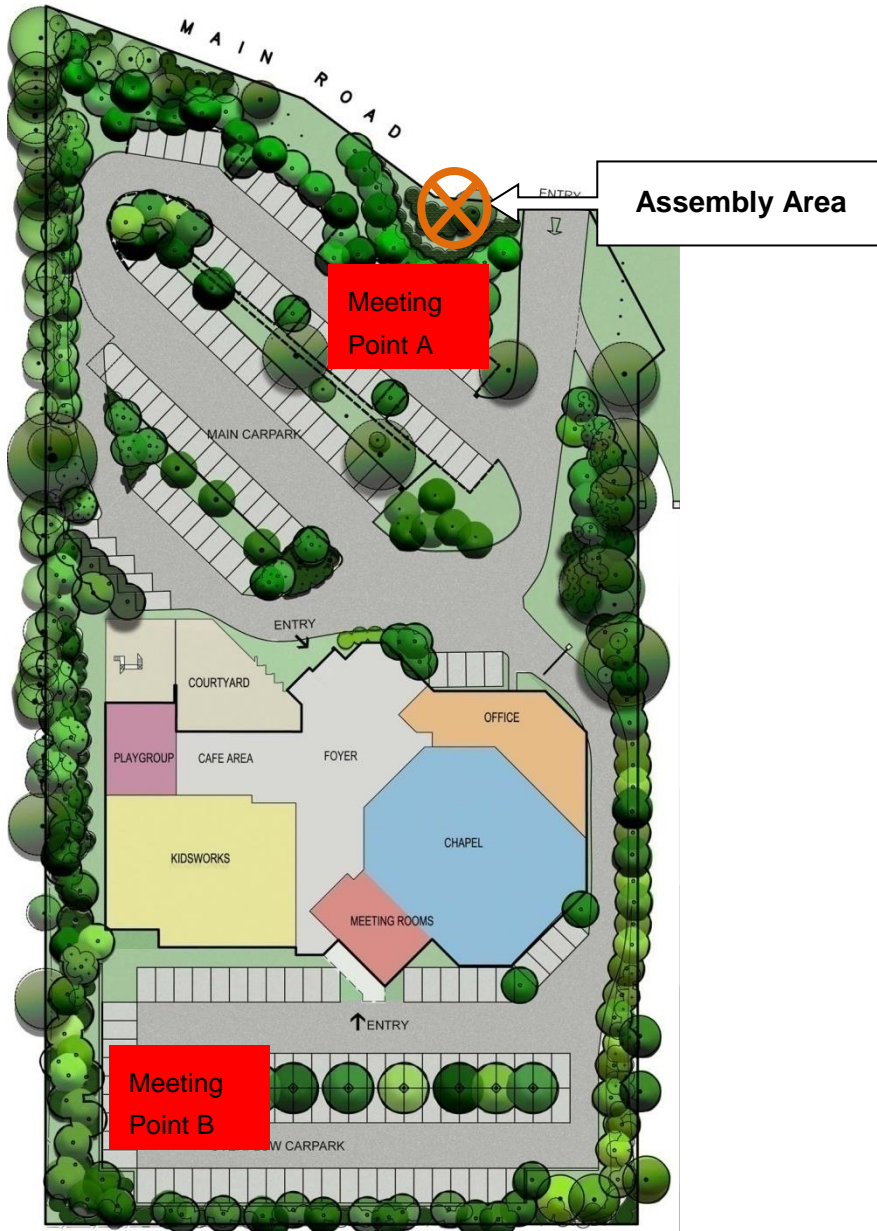 MAIN ROAD
ENTRY
Assembly Area
Meeting
Point A
MAIN CARPARK
ENTRY
COURTYARD
OFFICE
PLAYGROUP
CAFE AREA
FOYER
CHAPEL
KIDSWORKS
MEETING ROOMS
ENTRY
Meeting
Point B
CARPARK